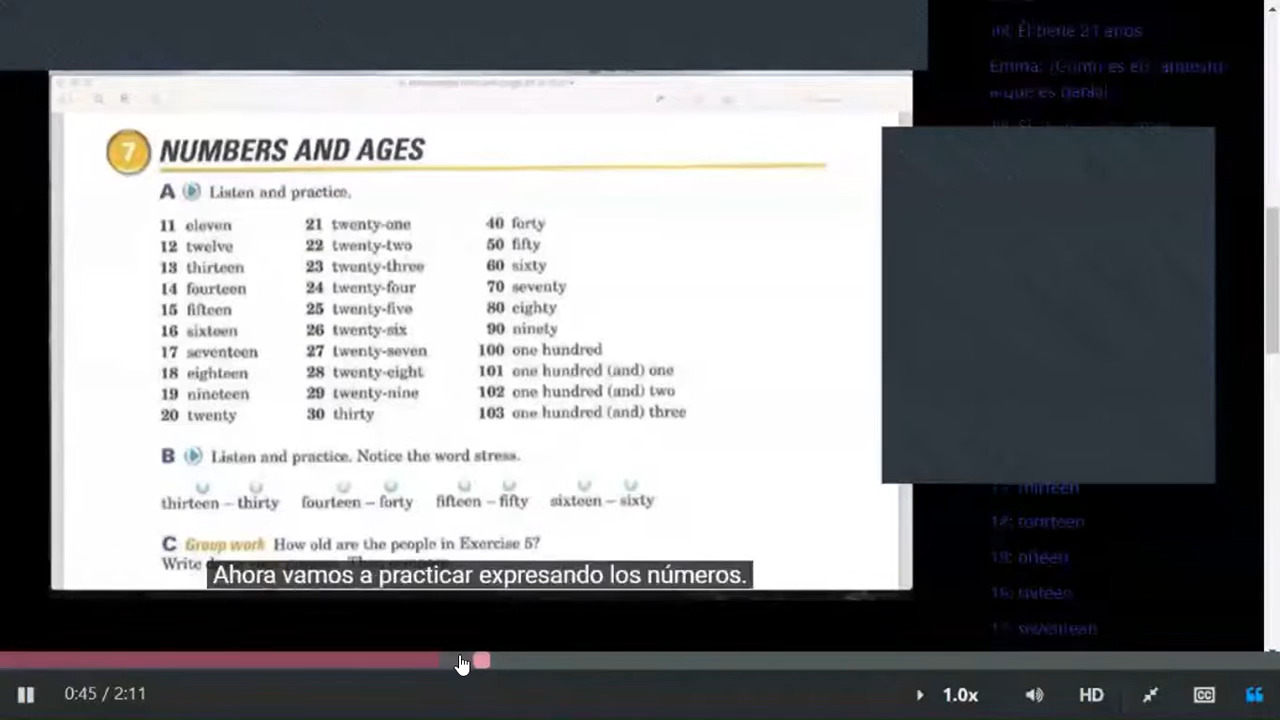 él: Él tiene 21 años
7 NUMBERS AND AGES
A Listen and practice.
11 eleven 21 twenty-one 40 forty
12 twelve 22 twenty-two 50 fifty
13 thirteen 23 twenty-three 60 sixty
14 fourteen 24 twenty-four 70 seventy
15 fifteen 25 twenty-five 80 eighty
16 sixteen 26 twenty-six 90 ninety
17 seventeen 27 twenty-seven 100 one hundred
18 eighteen 28 twenty-eight 101 one hundred (and) one
19 nineteen 29 twenty-nine 102 one hundred (and) two
20 twenty 30 thirty 103 one hundred (and) three
B Listen and practice. Notice the word stress.
thirteen – thirty fourteen – forty fifteen – fifty sixteen – sixty
C Group work How old are the people in Exercise 5?
Write
Ahora vamos a practicar expresando los números.
0:45 / 2:11 1.0x HD CC